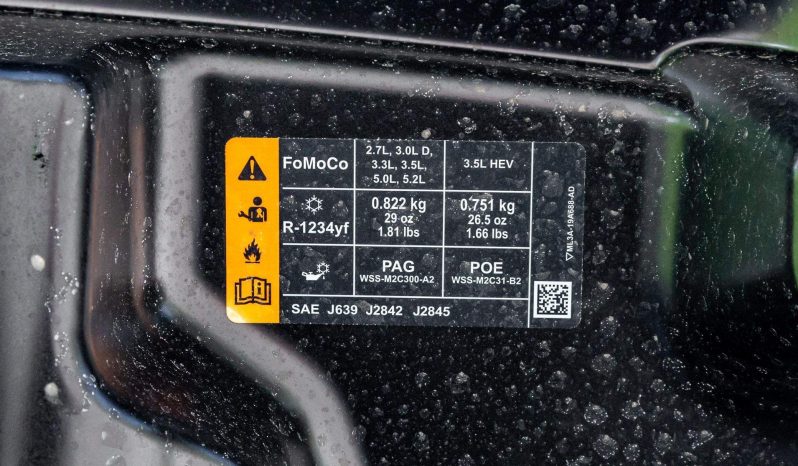 FoMoCo
2.7L, 3.0L D,
3.3L, 3.5L,
5.0L, 5.2L
3.5L HEV
R-1234yf
0.822 kg
29 oz
1.81 lbs
0.751 kg
26.5 oz
1.66 lbs
PAG
WSS-M2C300-A2
POE
WSS-M2C31-B2
SAE J639 J2842 J2845
ML3A-19A688-AD